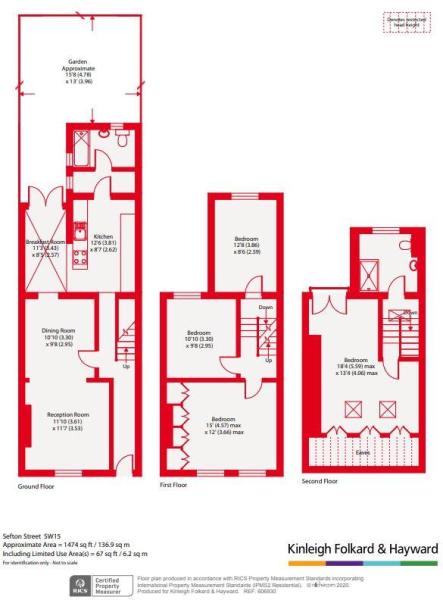 Denotes restricted
head height
Garden
Approximate
15'8 (4.78)
x 13' (3.96)
Breakfast Room
11'3 (3.43)
x 8'5 (2.57)
Kitchen
12'6 (3.81)
x 8'7 (2.62)
Dining Room
10'10 (3.30)
x 9'8 (2.95)
Up
Reception Room
11'10 (3.61)
x 11'7 (3.53)
Ground Floor
Bedroom
12'8 (3.86)
x 8'6 (2.59)
Down
Bedroom
10'10 (3.30)
x 9'8 (2.95)
Up
Bedroom
15' (4.57) max
x 12' (3.66) max
First Floor
Down
Bedroom
18'4 (5.59) max
x 13'4 (4.06) max
Eaves
Second Floor
Sefton Street SW15
Approximate Area = 1474 sq ft / 136.9 sq m
Including Limited Use Area(s) = 67 sq ft / 6.2 sq m
For identification only - Not to scale
Kinleigh Folkard & Hayward
RICS
Certified
Property
Measurer
Floor plan produced in accordance with RICS Property Measurement Standards incorporating
International Property Measurement Standards (IPMS2 Residential). © nichecom 2020.
Produced for Kinleigh Folkard & Hayward. REF: 606930